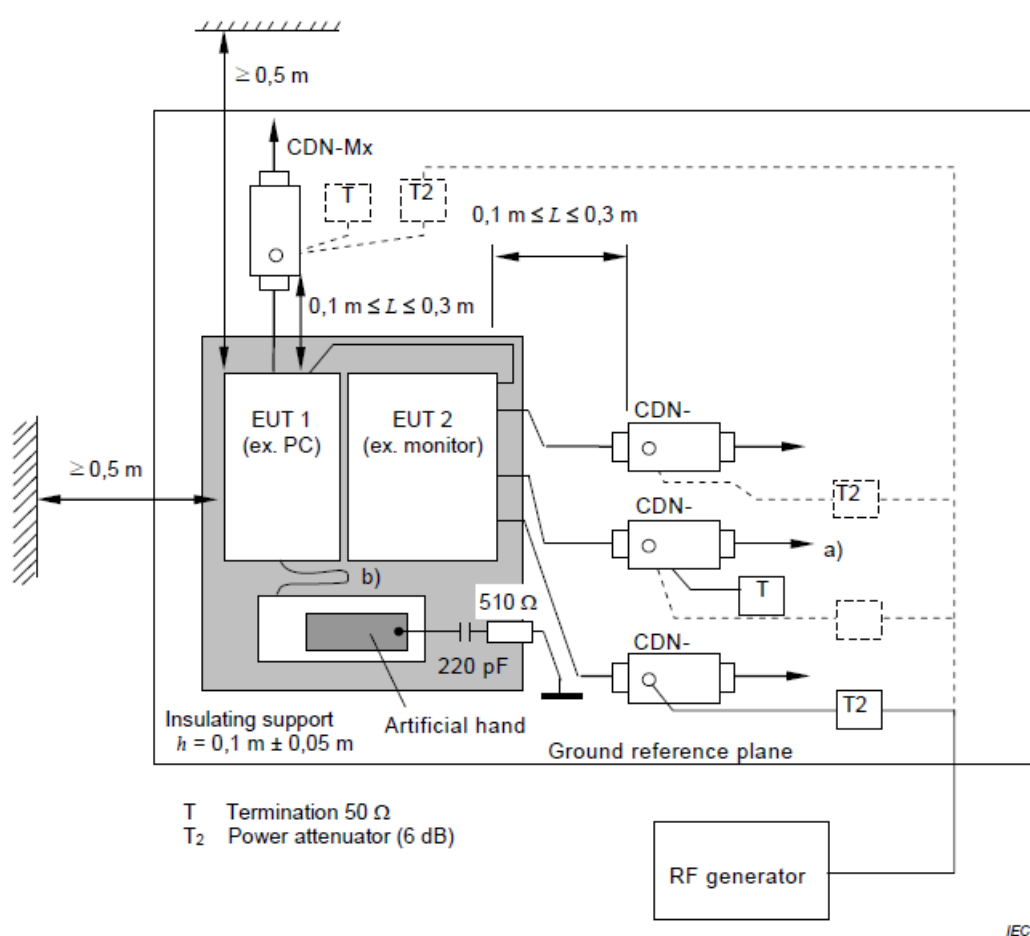 ≥ 0,5 m
CDN-Mx
T
T2
0,1 m ≤ L ≤ 0,3 m
0,1 m ≤ L ≤ 0,3 m
EUT 1
(ex. PC)
EUT 2
(ex. monitor)
CDN-
≥ 0,5 m
T2
CDN-
a)
b)
T
510 Ω
CDN-
220 pF
T2
Artificial hand
Insulating support
h = 0,1 m ± 0,05 m
Ground reference plane
T Termination 50 Ω
T2 Power attenuator (6 dB)
RF generator
IEC